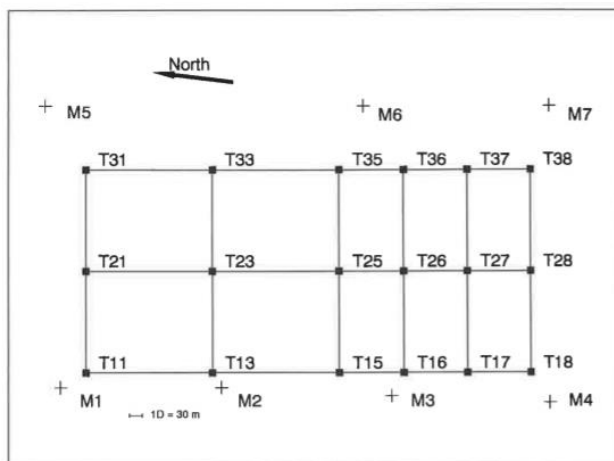 North
M5 M6 M7
T31 T33 T35 T36 T37 T38
T21 T23 T25 T26 T27 T28
T11 T13 T15 T16 T17 T18
M1 M2 M3 M4
1D = 30 m